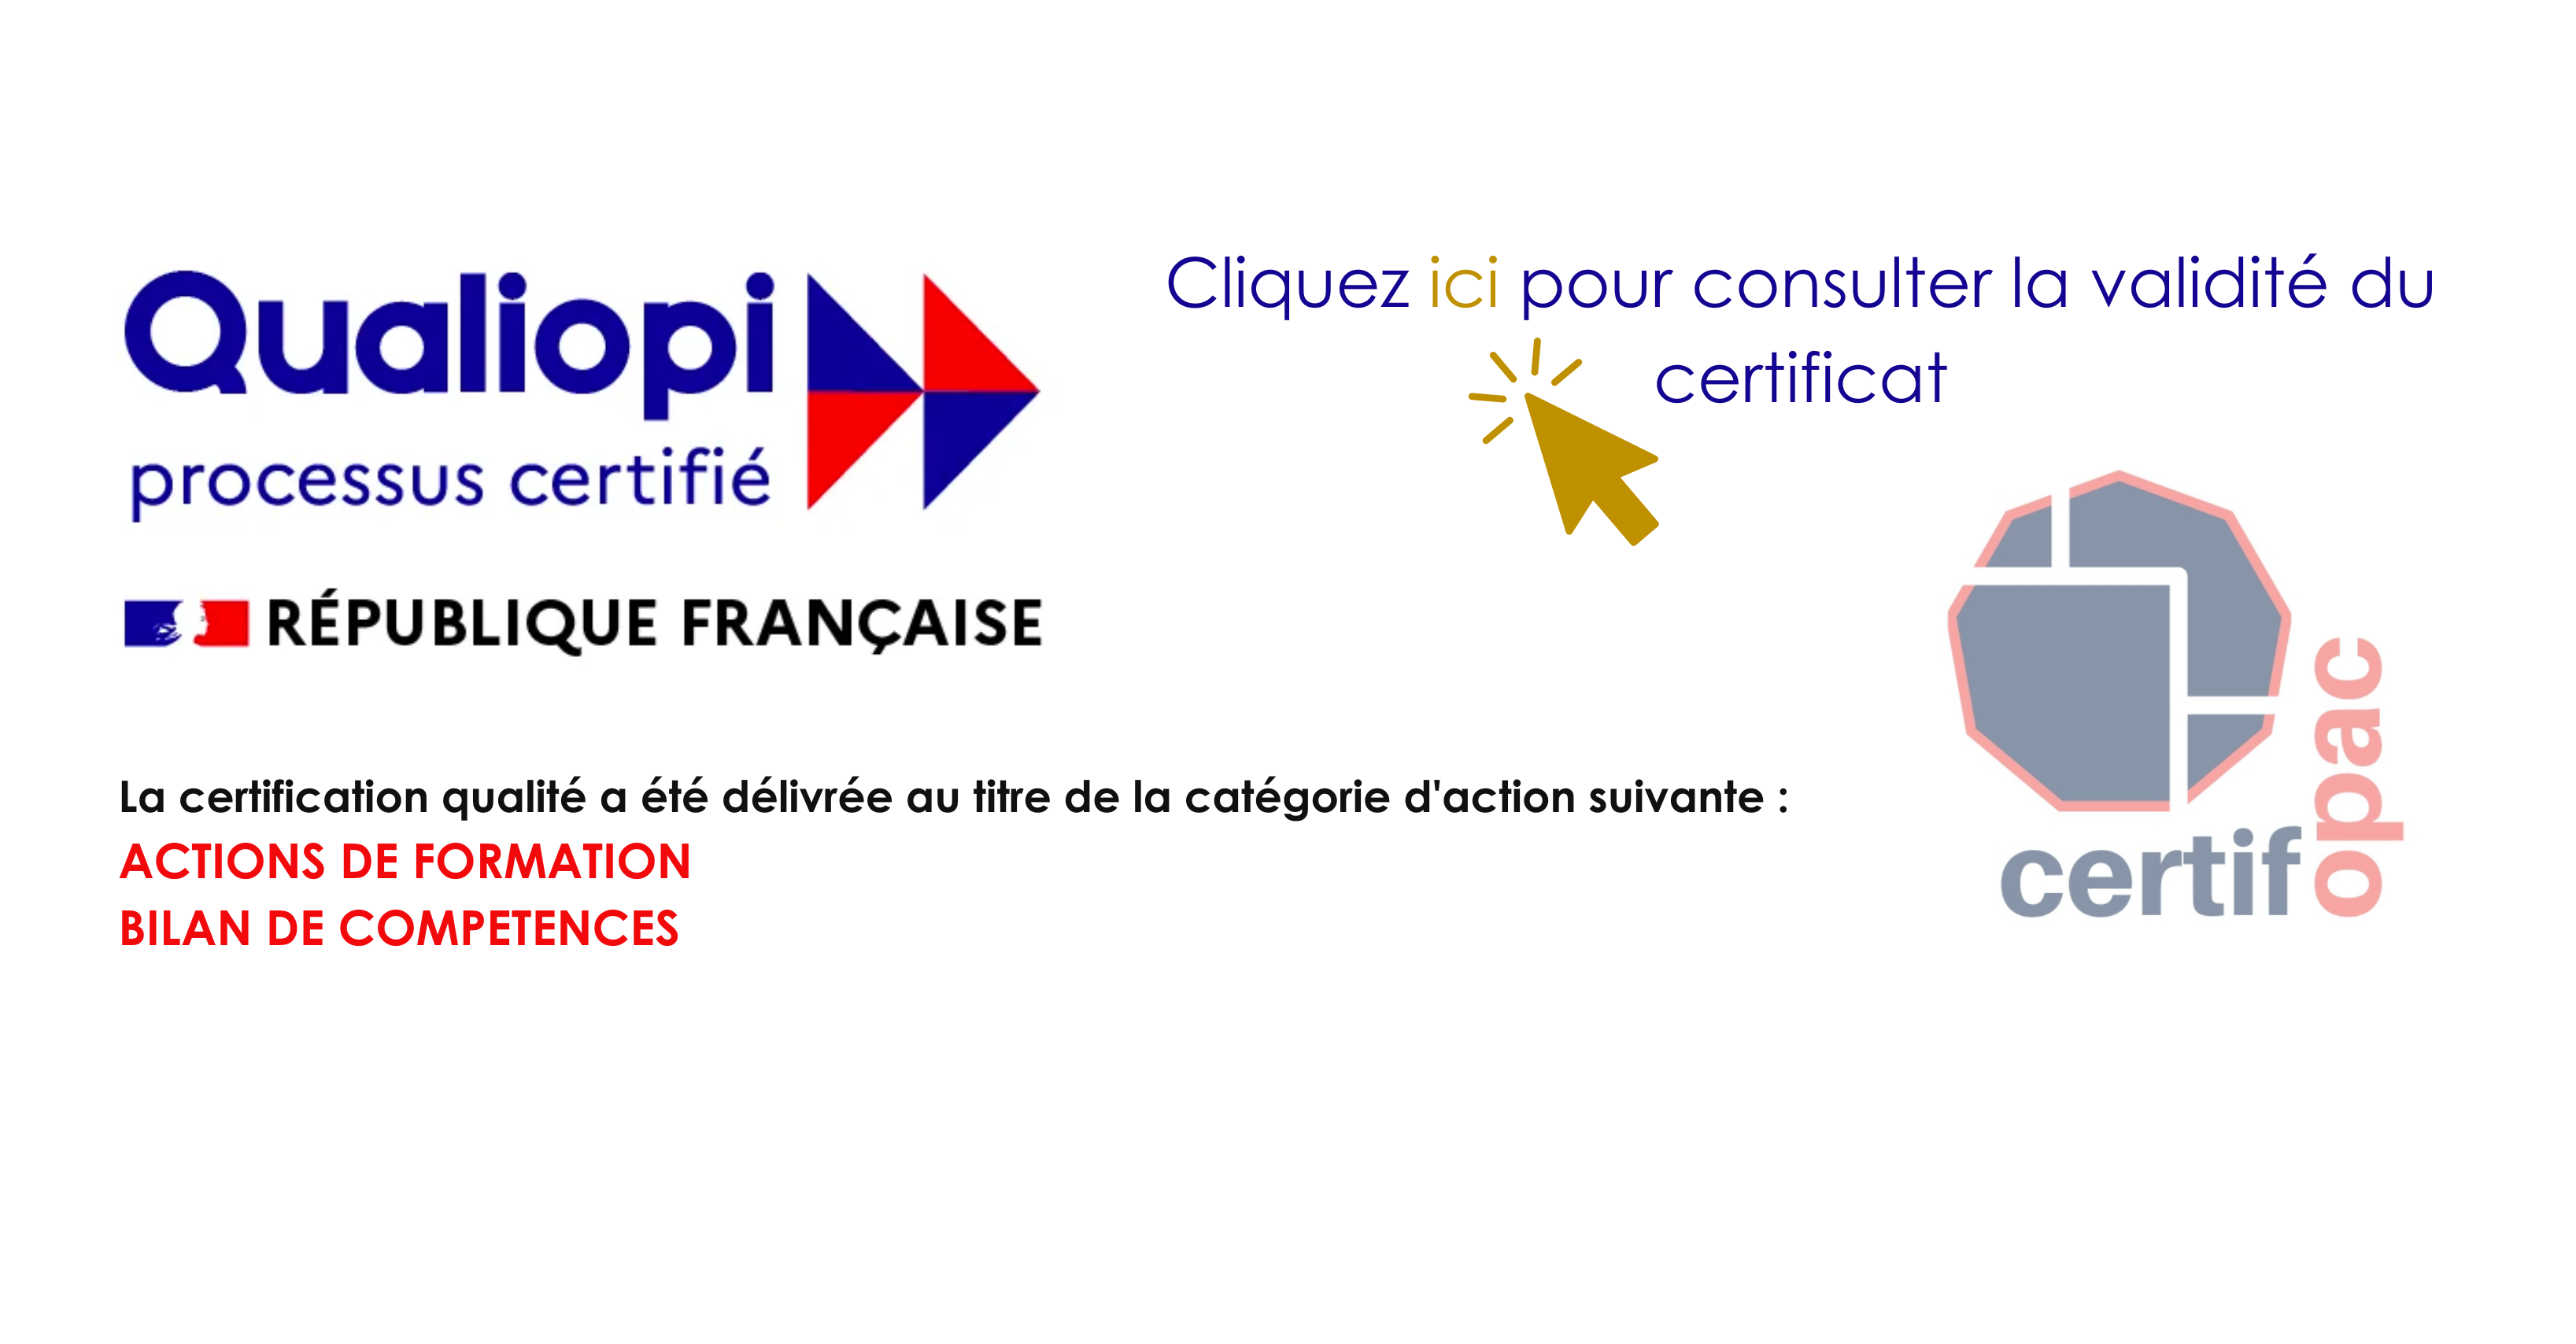 Qualiopi
processus certifié
RÉPUBLIQUE FRANÇAISE
Cliquez ici pour consulter la validité du
certificat
La certification qualité a été délivrée au titre de la catégorie d'action suivante :
ACTIONS DE FORMATION
BILAN DE COMPETENCES
certif
opac